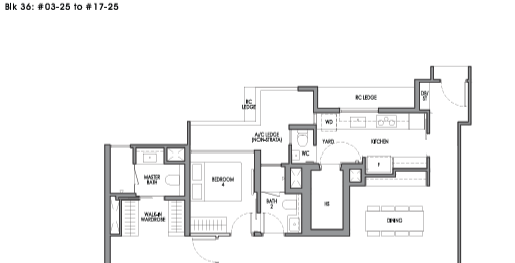 Blk 36: #03-25 to #17-25
RC
LEDGE
RC LEDGE
DB/
ST
A/C LEDGE
(NON-STRATA)
WD
WC
YARD
KITCHEN
F
MASTER
BATH
BEDROOM
4
BATH
2
HS
WALK-IN
WARDROBE
DINING